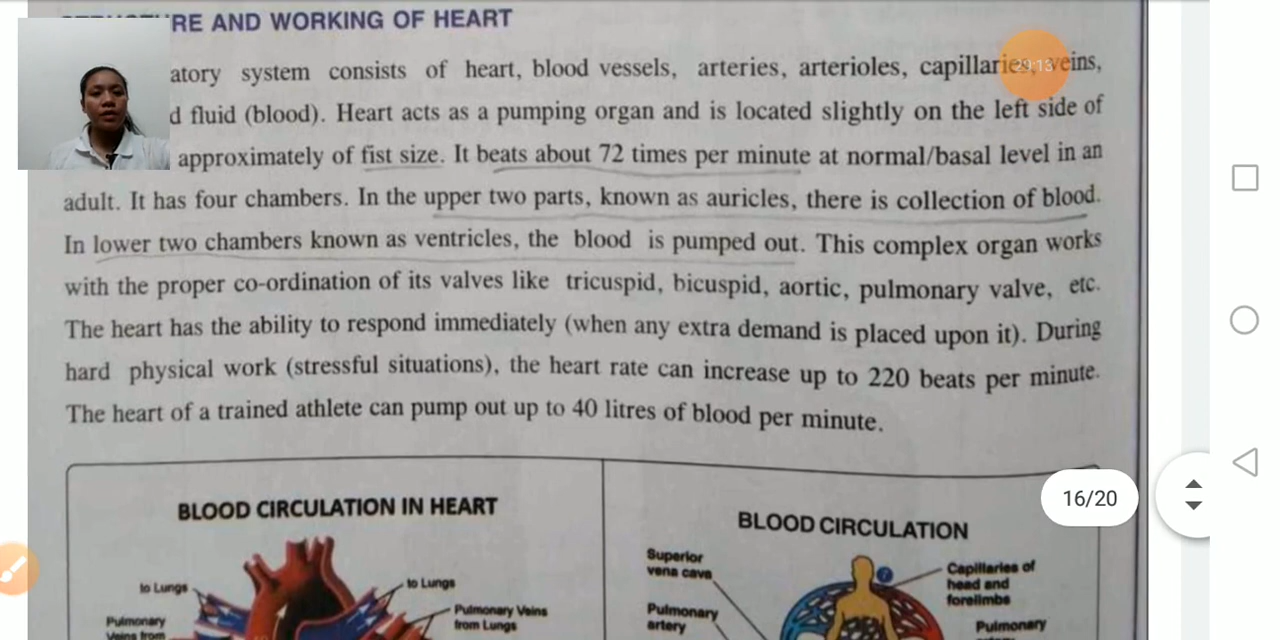 RE AND WORKING OF HEART
atory system consists of heart, blood vessels, arteries, arterioles, capillaries, veins,
d fluid (blood). Heart acts as a pumping organ and is located slightly on the left side of
approximately of fist size. It beats about 72 times per minute at normal/basal level in an
adult. It has four chambers. In the upper two parts, known as auricles, there is collection of blood.
In lower two chambers known as ventricles, the blood is pumped out. This complex organ works
with the proper co-ordination of its valves like tricuspid, bicuspid, aortic, pulmonary valve, etc.
The heart has the ability to respond immediately (when any extra demand is placed upon it). During
hard physical work (stressful situations), the heart rate can increase up to 220 beats per minute.
The heart of a trained athlete can pump out up to 40 litres of blood per minute.
29:13
16/20
BLOOD CIRCULATION IN HEART
to Lungs
to Lungs
Pulmonary
Veins from
Pulmonary Veins
from Lungs
BLOOD CIRCULATION
Superior
vena cava
Pulmonary
artery
Capillaries of
head and
forelimbs
Pulmonary